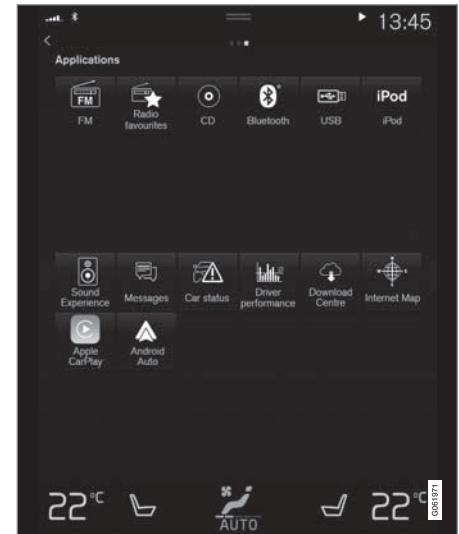 13:45
Applications
FM
FM
Radio
favourites
CD
Bluetooth
USB
iPod
iPod
Sound
Experience
Messages
Car status
Driver
performance
Download
Centre
Internet Map
Apple
CarPlay
Android
Auto
22°C
AUTO
22°C
G061971